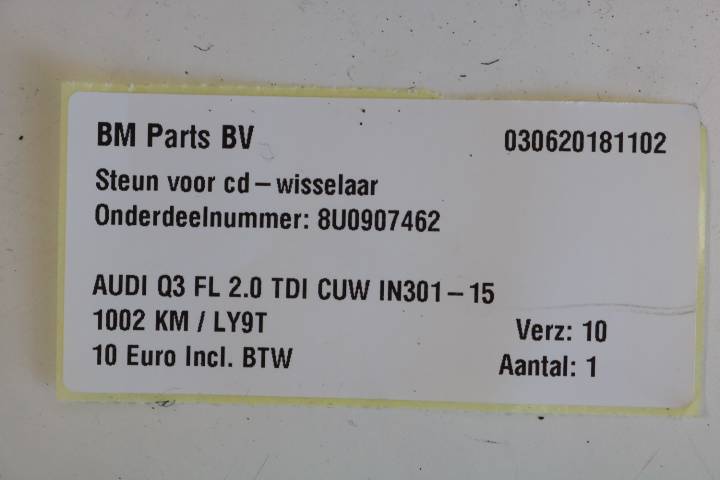 BM Parts BV 030620181102
Steun voor cd-wisselaar
Onderdeelnummer: 8U0907462
AUDI Q3 FL 2.0 TDI CUW IN301-15
1002 KM / LY9T Verz: 10
10 Euro Incl. BTW Aantal: 1